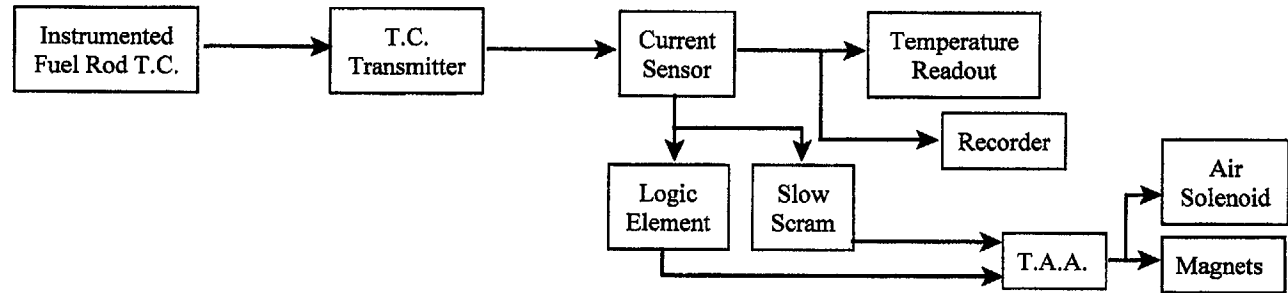 Instrumented
Fuel Rod T.C.
T.C.
Transmitter
Current
Sensor
Temperature
Readout
Recorder
Logic
Element
Slow
Scram
Air
Solenoid
T.A.A.
Magnets